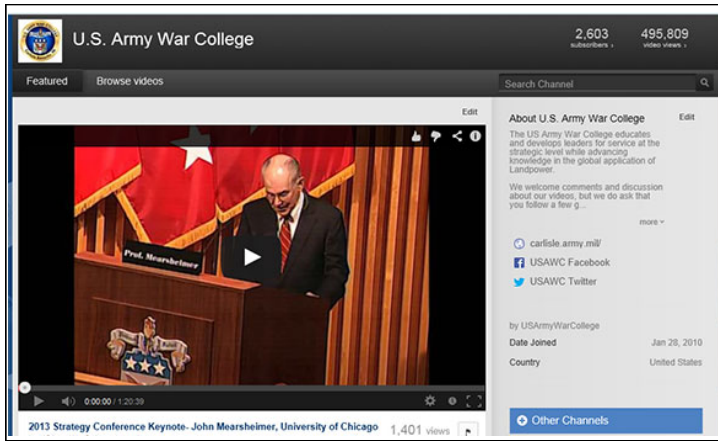 U.S. Army War College
2,603
subscribers
495,809
video views
Featured
Browse videos
Search Channel
Edit
Prof. Mearsheimer
0:00:00 / 1:20:39
2013 Strategy Conference Keynote- John Mearsheimer, University of Chicago
1,401 views
About U.S. Army War College
Edit
The US Army War College educates
and develops leaders for service at the
strategic level while advancing
knowledge in the global application of
Landpower.
We welcome comments and discussion
about our videos, but we do ask that
you follow a few g...
more
carlisle.army.mil/
USAWC Facebook
USAWC Twitter
by USArmyWarCollege
Date Joined
Jan 28, 2010
Country
United States
Other Channels